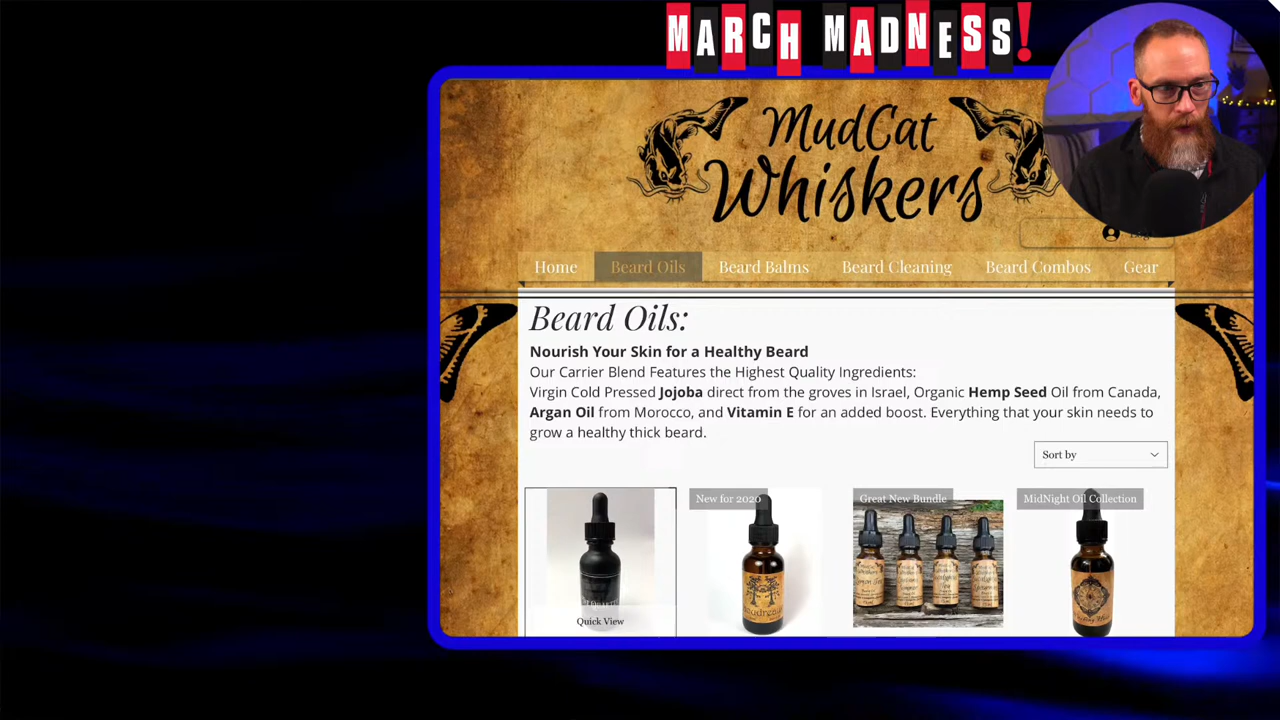 MARCH MADNESS!
MudCat
Whiskers
Home Beard Oils Beard Balms Beard Cleaning Beard Combos Gear
Beard Oils:
Nourish Your Skin for a Healthy Beard
Our Carrier Blend Features the Highest Quality Ingredients:
Virgin Cold Pressed Jojoba direct from the groves in Israel, Organic Hemp Seed Oil from Canada,
Argan Oil from Morocco, and Vitamin E for an added boost. Everything that your skin needs to
grow a healthy thick beard.
Sort by
New for 2020
Great New Bundle
MidNight Oil Collection
Quick View